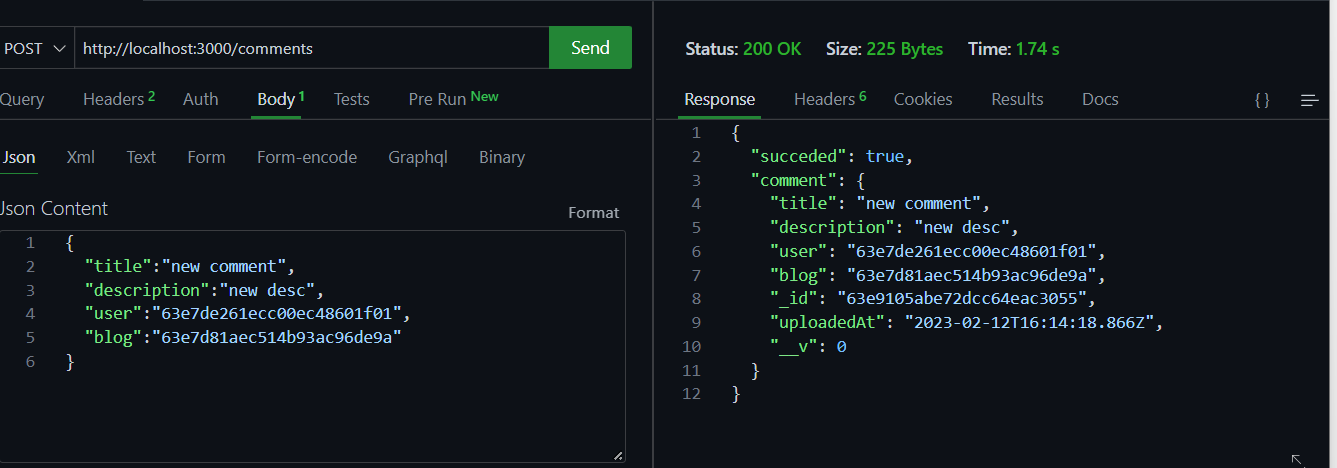 POST http://localhost:3000/comments Send
Query Headers 2 Auth Body 1 Tests Pre Run New
Json Xml Text Form Form-encode Graphql Binary
Json Content Format
1 {
2 "title":"new comment",
3 "description":"new desc",
4 "user":"63e7de261ecc00ec48601f01",
5 "blog":"63e7d81aec514b93ac96de9a"
6 }
Status: 200 OK Size: 225 Bytes Time: 1.74 s
Response Headers 6 Cookies Results Docs { }
1 {
2 "succeded": true,
3 "comment": {
4 "title": "new comment",
5 "description": "new desc",
6 "user": "63e7de261ecc00ec48601f01",
7 "blog": "63e7d81aec514b93ac96de9a",
8 "_id": "63e9105abe72dcc64eac3055",
9 "uploadedAt": "2023-02-12T16:14:18.866Z",
10 "__v": 0
11 }
12 }